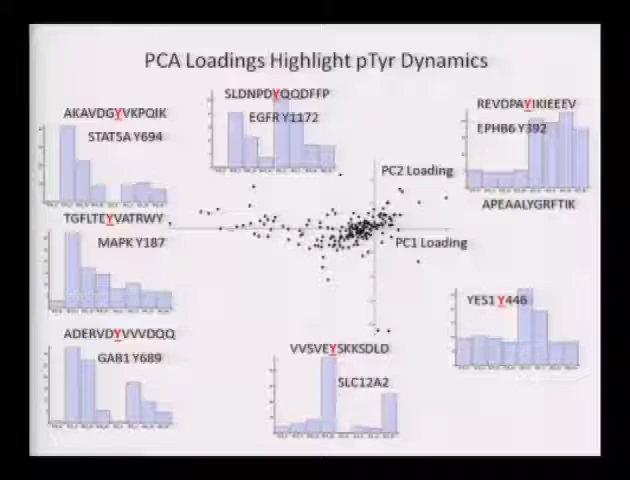 PCA Loadings Highlight pTyr Dynamics
SLDNPDYQQDFFP
EGFR Y1172
REVDPAYIKIEEEV
EPHB6 Y392
AKAVDGYVKPQIK
STAT5A Y694
PC2 Loading
APEAALYGRFTIK
TGFLTEYVATRWY
MAPK Y187
PC1 Loading
YES1 Y446
ADERVDYVVVDQQ
GAB1 Y689
VVSVEYSKKSDLD
SLC12A2